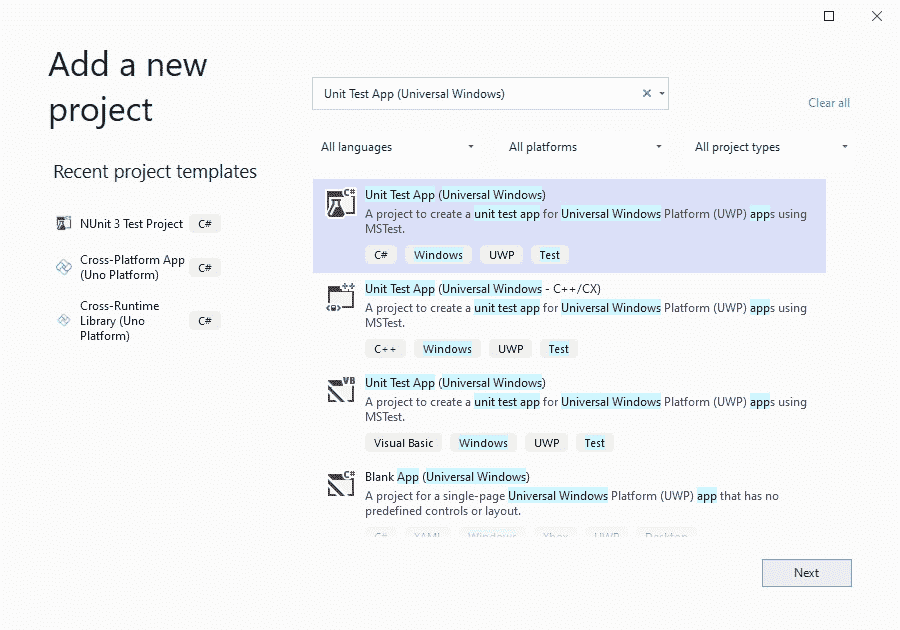 Add a new
project
Recent project templates
NUnit 3 Test Project C#
Cross-Platform App
(Uno Platform)
C#
Cross-Runtime
Library (Uno
Platform)
C#
Unit Test App (Universal Windows)
Clear all
All languages
All platforms
All project types
C#
Unit Test App (Universal Windows)
A project to create a unit test app for Universal Windows Platform (UWP) apps using
MSTest.
C# Windows UWP Test
++
Unit Test App (Universal Windows - C++/CX)
A project to create a unit test app for Universal Windows Platform (UWP) apps using
MSTest.
C++ Windows UWP Test
VB
Unit Test App (Universal Windows)
A project to create a unit test app for Universal Windows Platform (UWP) apps using
MSTest.
Visual Basic Windows UWP Test
C#
Blank App (Universal Windows)
A project for a single-page Universal Windows Platform (UWP) app that has no
predefined controls or layout.
C# XAML Windows Xbox UWP Desktop
Next